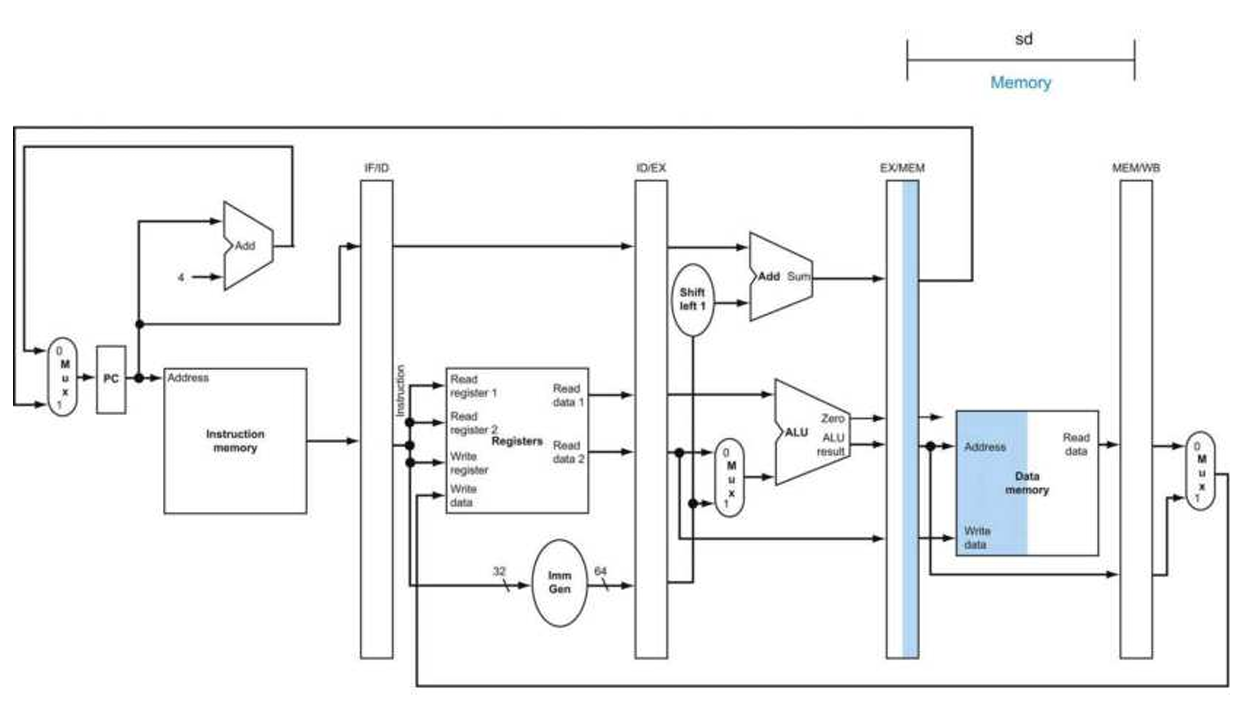 sd
Memory
IF/ID
ID/EX
EX/MEM
MEM/WB
Add
4
Add Sum
Shift
left 1
0
M
u
x
1
PC
Address
Instruction
memory
Instruction
Read
register 1
Read
register 2
Write
register
Write
data
Registers
Read
data 1
Read
data 2
0
M
u
x
1
ALU
Zero
ALU
result
Address
Read
data
Data
memory
Write
data
0
M
u
x
1
32
Imm
Gen
64